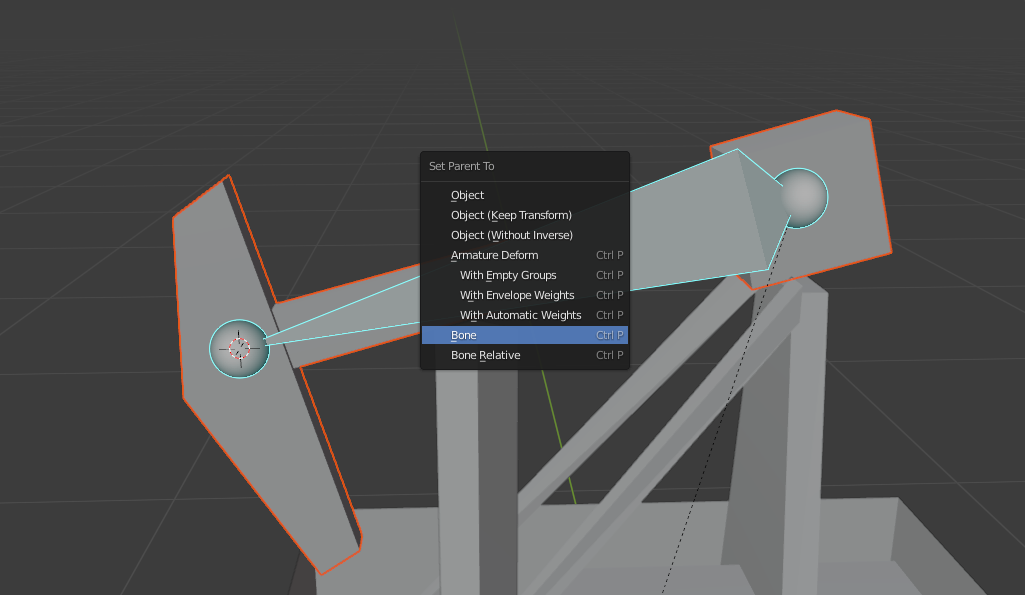 Set Parent To
Object
Object (Keep Transform)
Object (Without Inverse)
Armature Deform Ctrl P
With Empty Groups Ctrl P
With Envelope Weights Ctrl P
With Automatic Weights Ctrl P
Bone Ctrl P
Bone Relative Ctrl P